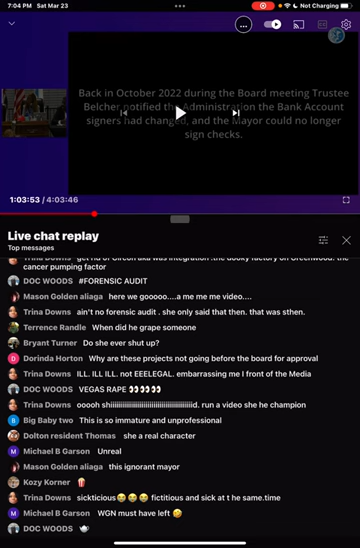 7:04 PM Sat Mar 23
Not Charging
Back in October 2022 during the Board meeting Trustee
Belcher notified the Administration the Bank Account
signers had changed, and the Mayor could no longer
sign checks.
1:03:53 / 4:03:46
Live chat replay
Top messages
Trina Downs get rid of
was integration .the dooky factory on Greenwood. the
cancer pumping factor
DOC WOODS #FORENSIC AUDIT
Mason Golden aliaga here we gooooo....a me me me video....
Trina Downs ain't no forensic audit . she only said that then. that was sthen.
Terrence Randle When did he grape someone
Bryant Turner Do she ever shut up?
D Dorinda Horton Why are these projects not going before the board for approval
Trina Downs ILL. ILL ILL. not EEELEGAL. embarrassing me I front of the Media
DOC WOODS VEGAS RAPE 👀👀👀👀
Trina Downs ooooh shiiiiiiiiiiiiiiiiiiiiiiiiiiiiiiiiid. run a video she he champion
B Big Baby two This is so immature and unprofessional
Dolton resident Thomas she a real character
M Michael B Garson Unreal
Mason Golden aliaga this ignorant mayor
Kozy Korner 🍿
Trina Downs sickticious😭😭😭 fictitious and sick at t he same.time
M Michael B Garson WGN must have left 🤣
DOC WOODS 🫖